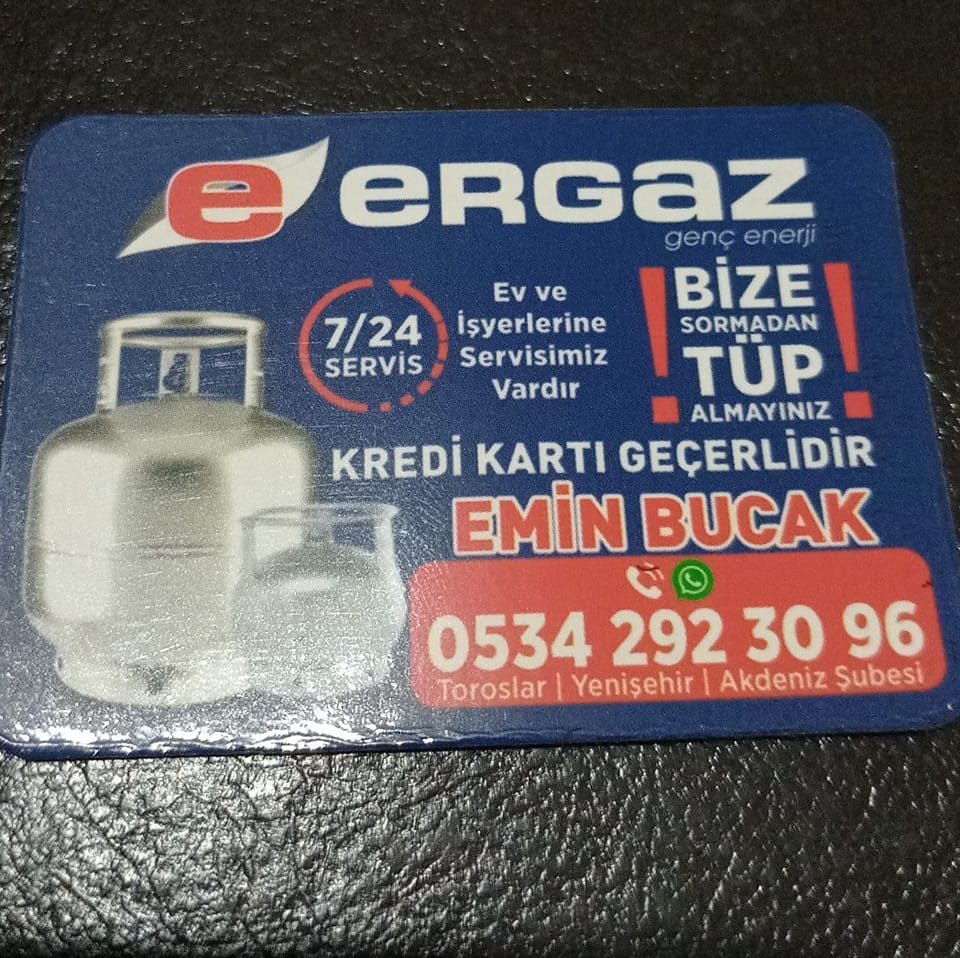 e ergaz
genç enerji
7/24
SERVİS
Ev ve
İşyerlerine
Servisimiz
Vardır
! BİZE !
SORMADAN
TÜP
ALMAYINIZ
KREDİ KARTI GEÇERLİDİR
EMİN BUCAK
0534 292 30 96
Toroslar | Yenişehir | Akdeniz Şubesi